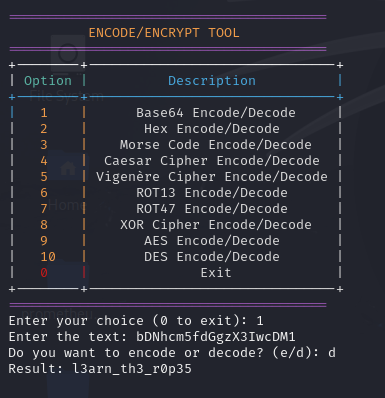 ENCODE/ENCRYPT TOOL
Option | Description
1 | Base64 Encode/Decode
2 | Hex Encode/Decode
3 | Morse Code Encode/Decode
4 | Caesar Cipher Encode/Decode
5 | Vigenère Cipher Encode/Decode
6 | ROT13 Encode/Decode
7 | ROT47 Encode/Decode
8 | XOR Cipher Encode/Decode
9 | AES Encode/Decode
10 | DES Encode/Decode
0 | Exit
Enter your choice (0 to exit): 1
Enter the text: bDNhcm5fdGgzX3IwcDM1
Do you want to encode or decode? (e/d): d
Result: l3arn_th3_r0p35